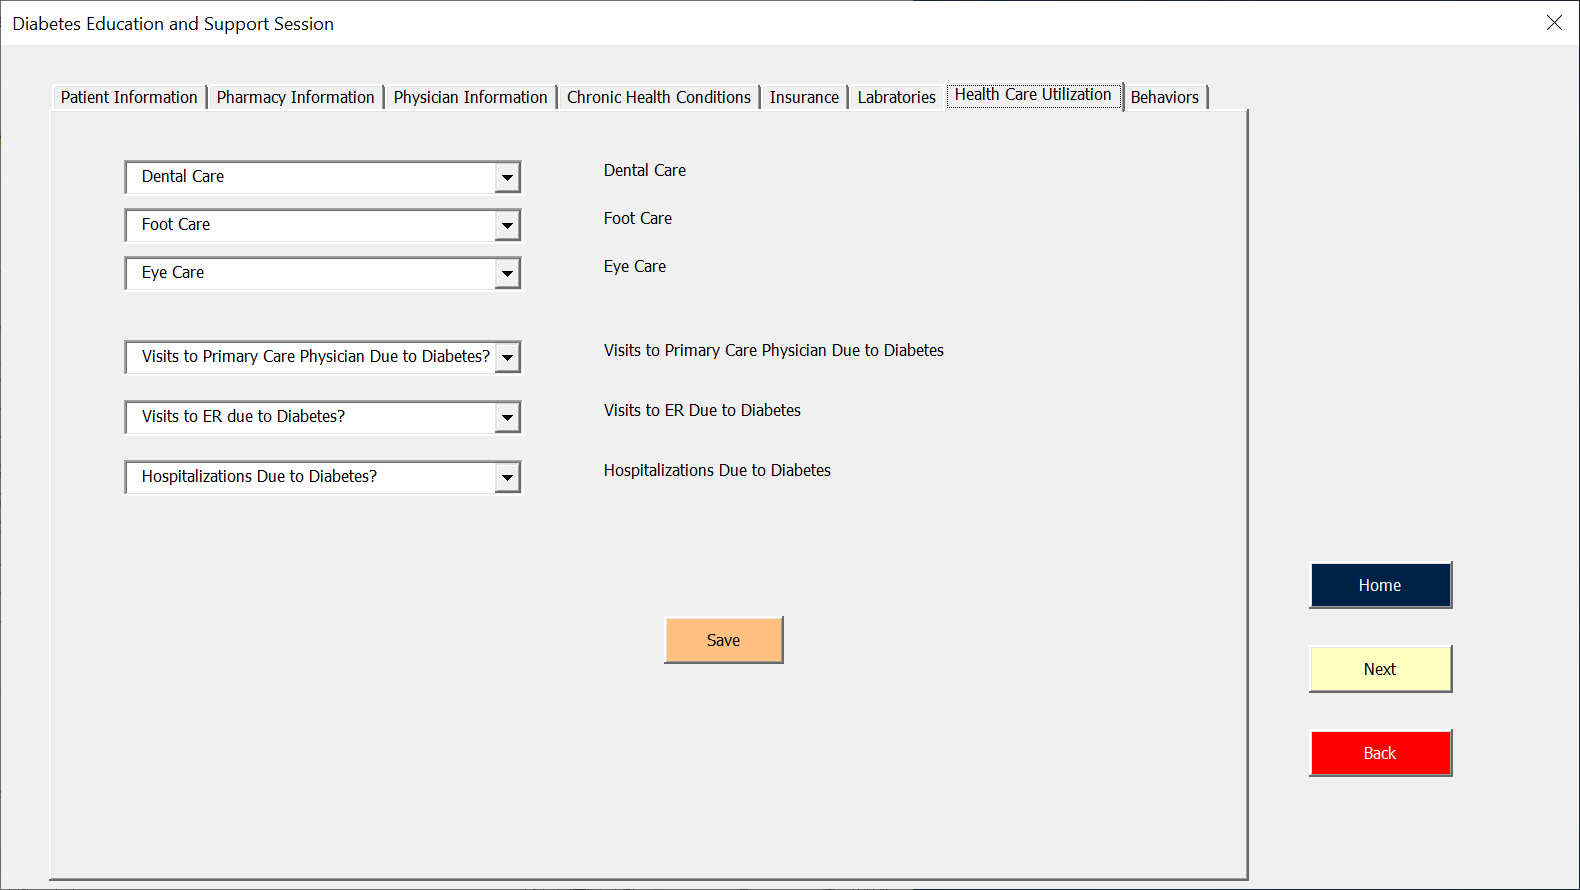 Diabetes Education and Support Session
Patient Information Pharmacy Information Physician Information Chronic Health Conditions Insurance Labratories Health Care Utilization Behaviors
Dental Care Dental Care
Foot Care Foot Care
Eye Care Eye Care
Visits to Primary Care Physician Due to Diabetes? Visits to Primary Care Physician Due to Diabetes
Visits to ER due to Diabetes? Visits to ER Due to Diabetes
Hospitalizations Due to Diabetes? Hospitalizations Due to Diabetes
Home
Save
Next
Back